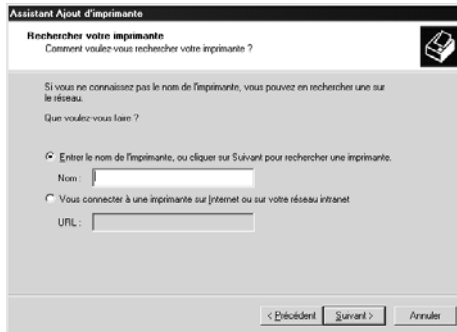 Assistant Ajout d'imprimante
Rechercher votre imprimante
Comment voulez-vous rechercher votre imprimante ?
Si vous ne connaissez pas le nom de l'imprimante, vous pouvez en rechercher une sur
le réseau.
Que voulez-vous faire ?
Entrer le nom de l'imprimante, ou cliquer sur Suivant pour rechercher une imprimante.
Nom :
Vous connecter à une imprimante sur Internet ou sur votre réseau intranet
URL :
< Précédent Suivant > Annuler